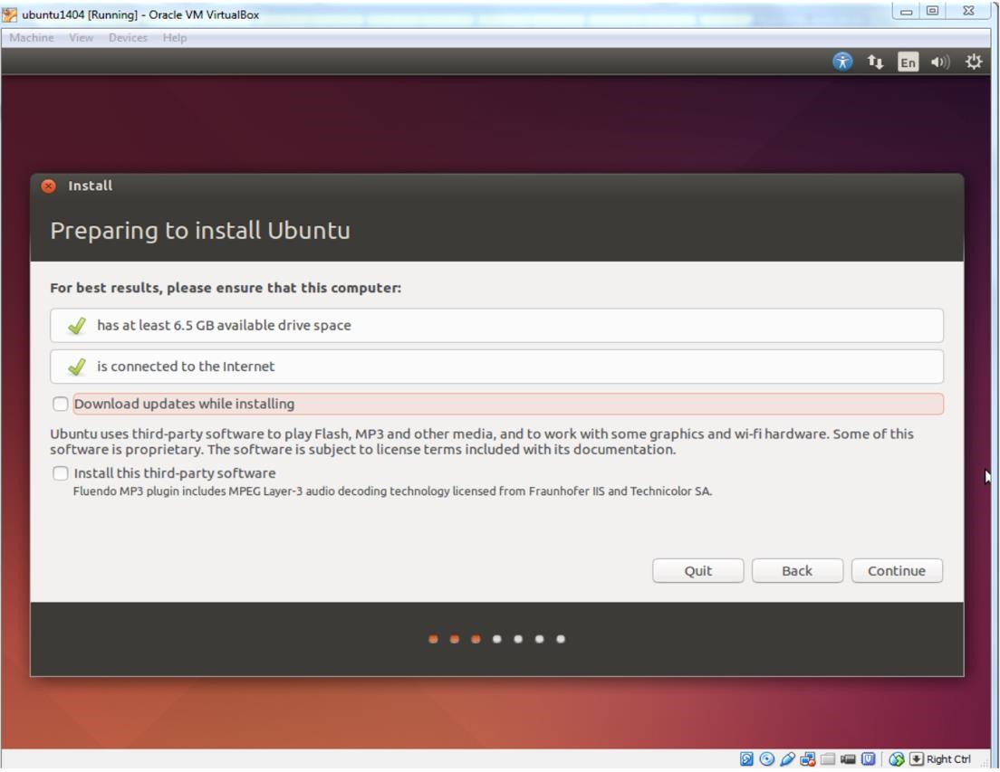 ubuntu1404 [Running] - Oracle VM VirtualBox
Machine View Devices Help
En
Install
Preparing to install Ubuntu
For best results, please ensure that this computer:
has at least 6.5 GB available drive space
is connected to the Internet
Download updates while installing
Ubuntu uses third-party software to play Flash, MP3 and other media, and to work with some graphics and wi-fi hardware. Some of this
software is proprietary. The software is subject to license terms included with its documentation.
Install this third-party software
Fluendo MP3 plugin includes MPEG Layer-3 audio decoding technology licensed from Fraunhofer IIS and Technicolor SA.
Quit Back Continue
Right Ctrl